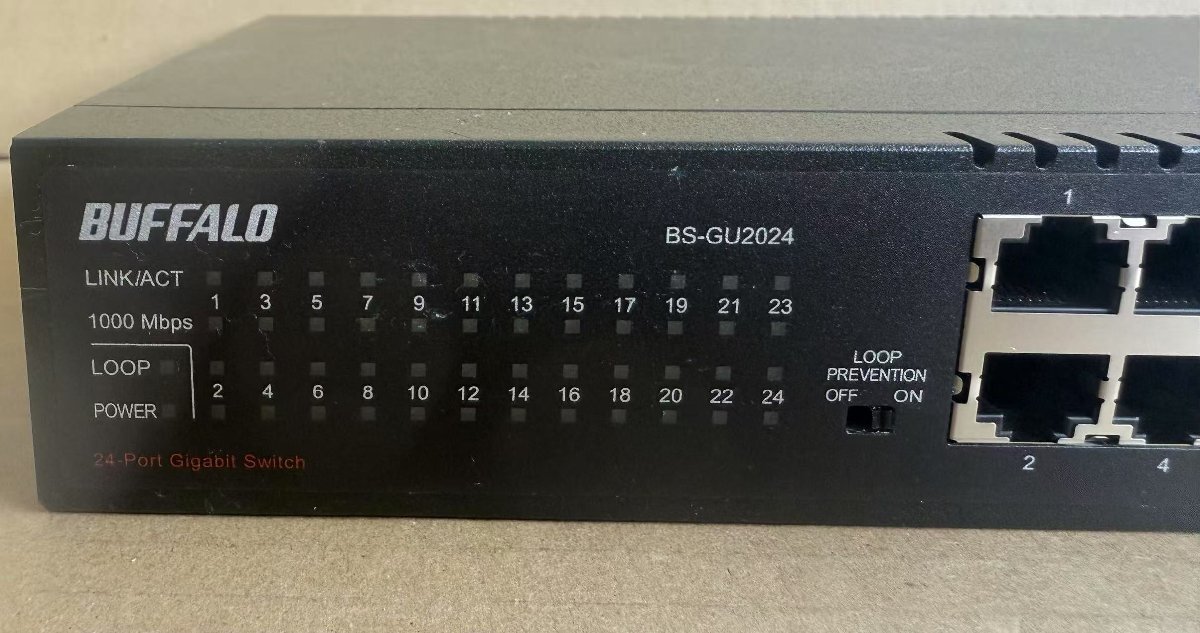 BUFFALO
BS-GU2024
LINK/ACT
1 3 5 7 9 11 13 15 17 19 21 23
1000 Mbps
LOOP
2 4 6 8 10 12 14 16 18 20 22 24
POWER
24-Port Gigabit Switch
LOOP
PREVENTION
OFF ON
1
2 4